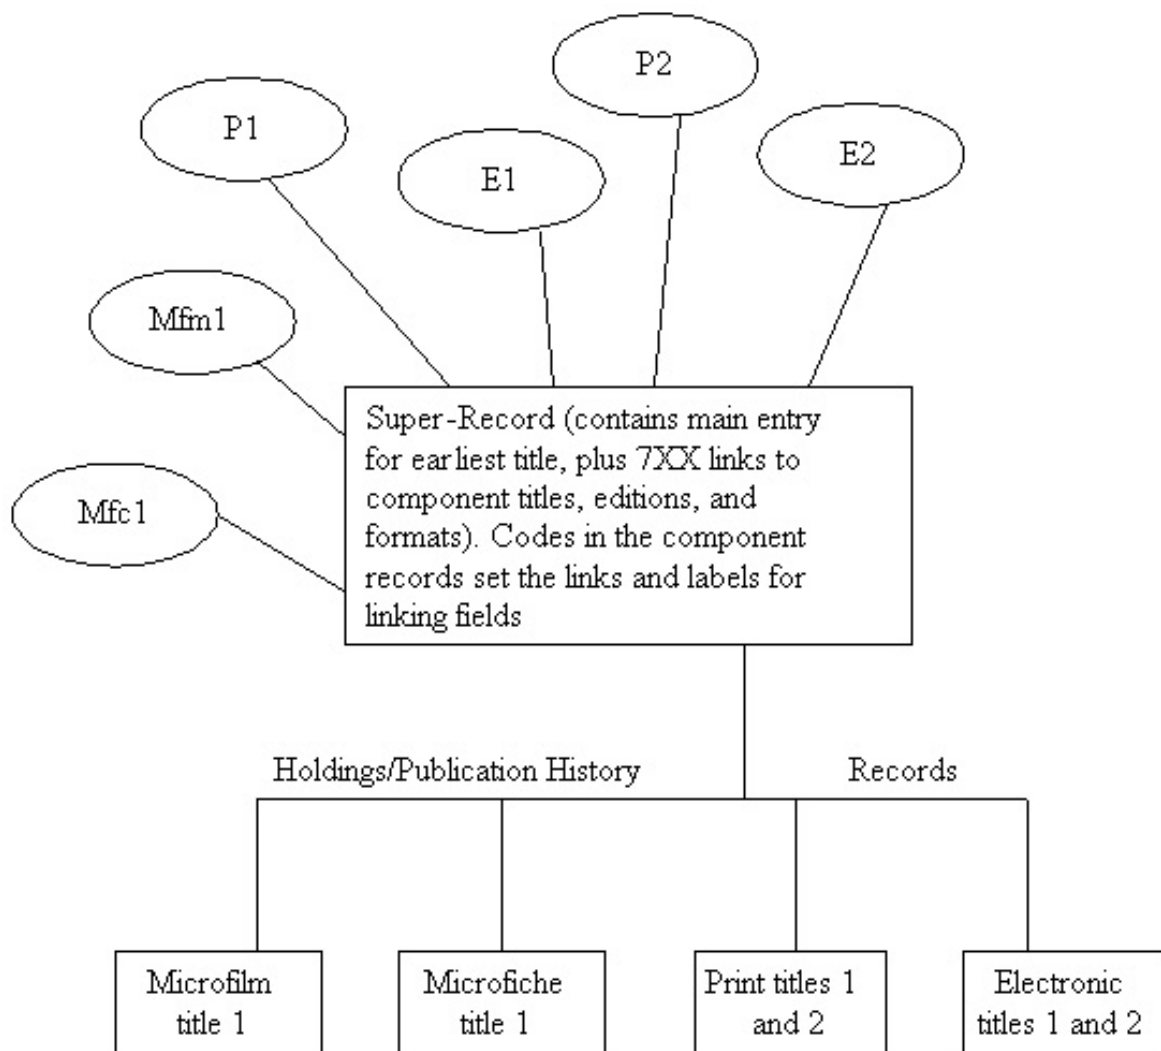 P2
P1
E2
E1
Mfm1
Mfc1
Super-Record (contains main entry
for earliest title, plus 7XX links to
component titles, editions, and
formats). Codes in the component
records set the links and labels for
linking fields
Holdings/Publication History
Records
Microfilm
title 1
Microfiche
title 1
Print titles 1
and 2
Electronic
titles 1 and 2